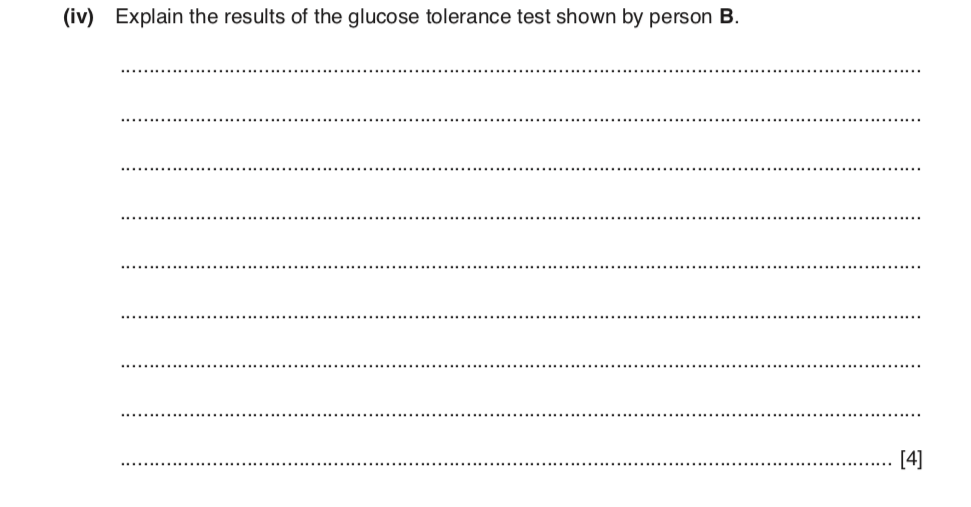 (iv) Explain the results of the glucose tolerance test shown by person B.
[4]